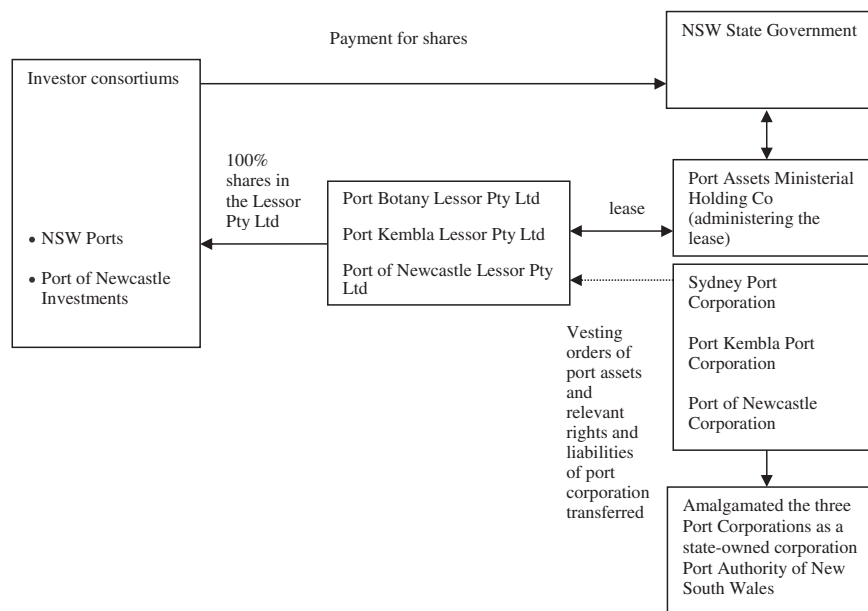 Payment for shares
NSW State Government
Investor consortiums
• NSW Ports
• Port of Newcastle
Investments
100%
shares in
the Lessor
Pty Ltd
Port Botany Lessor Pty Ltd
Port Kembla Lessor Pty Ltd
Port of Newcastle Lessor Pty
Ltd
lease
Port Assets Ministerial
Holding Co
(administering the
lease)
Sydney Port
Corporation
Port Kembla Port
Corporation
Port of Newcastle
Corporation
Vesting
orders of
port assets
and
relevant
rights and
liabilities
of port
corporation
transferred
Amalgamated the three
Port Corporations as a
state-owned corporation
Port Authority of New
South Wales